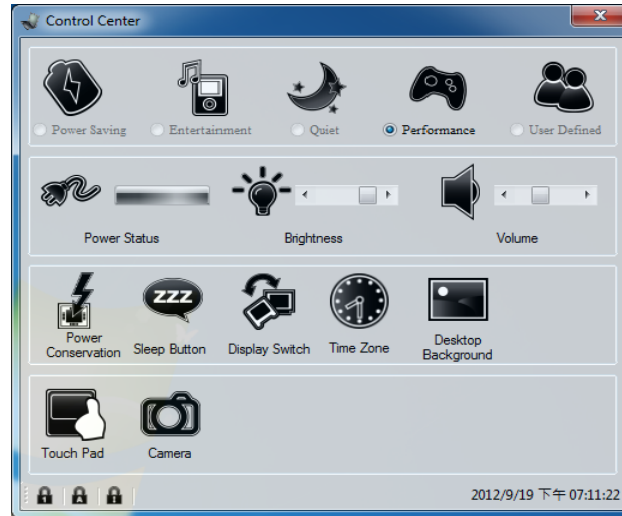 Control Center
Power Saving Entertainment Quiet Performance User Defined
Power Status Brightness Volume
ZZZ
Power
Conservation Sleep Button Display Switch Time Zone Desktop
Background
Touch Pad Camera
1 A 2012/9/19 下午 07:11:22